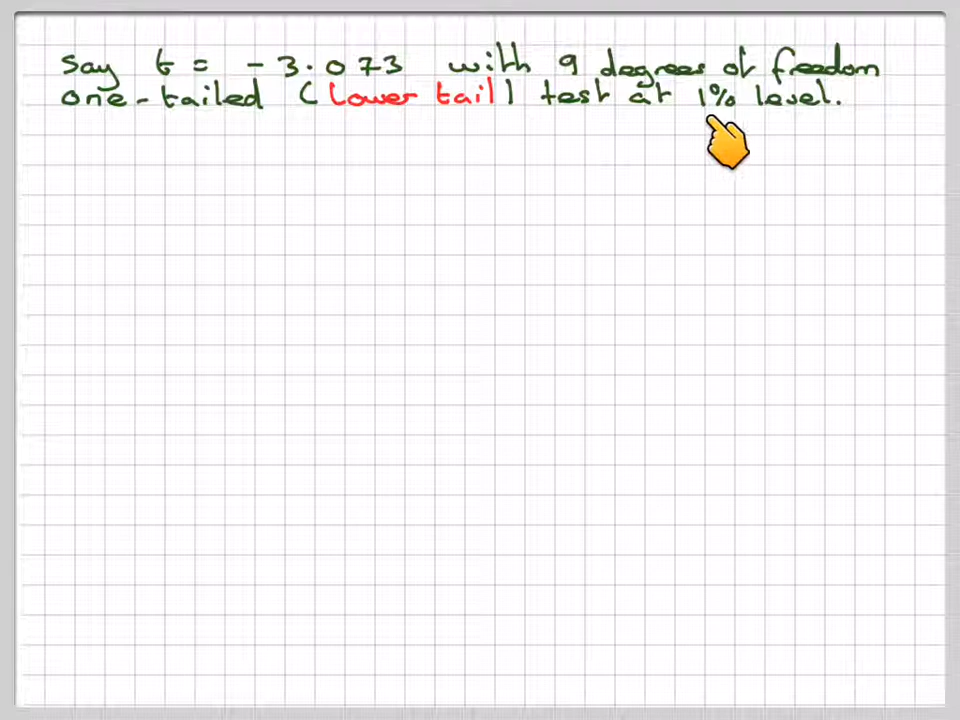 Say t = -3.073 with 9 degrees of freedom
one-tailed (lower tail) test at 1% level.